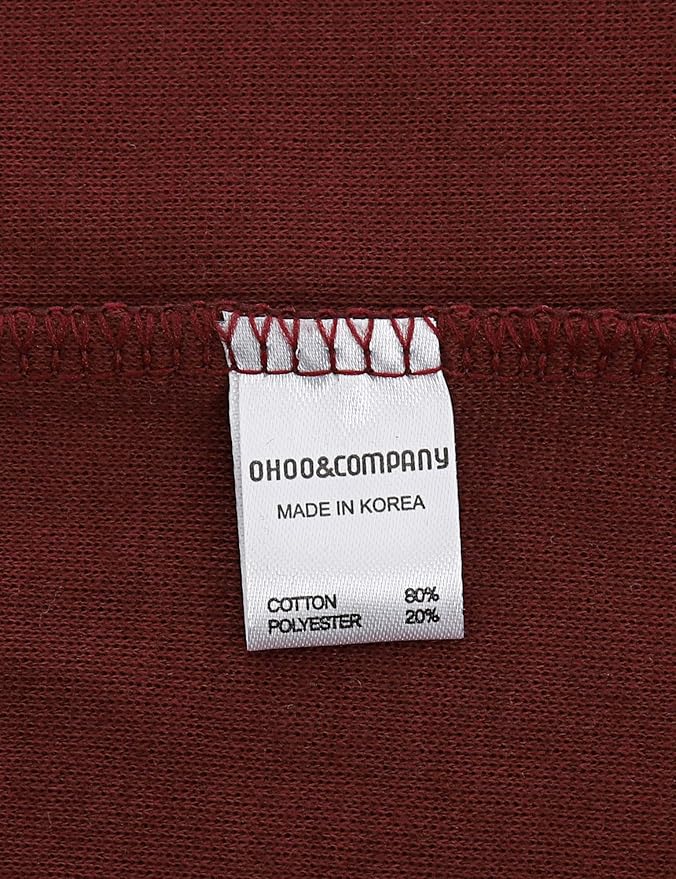 OHOO&COMPANY
MADE IN KOREA
COTTON 80%
POLYESTER 20%